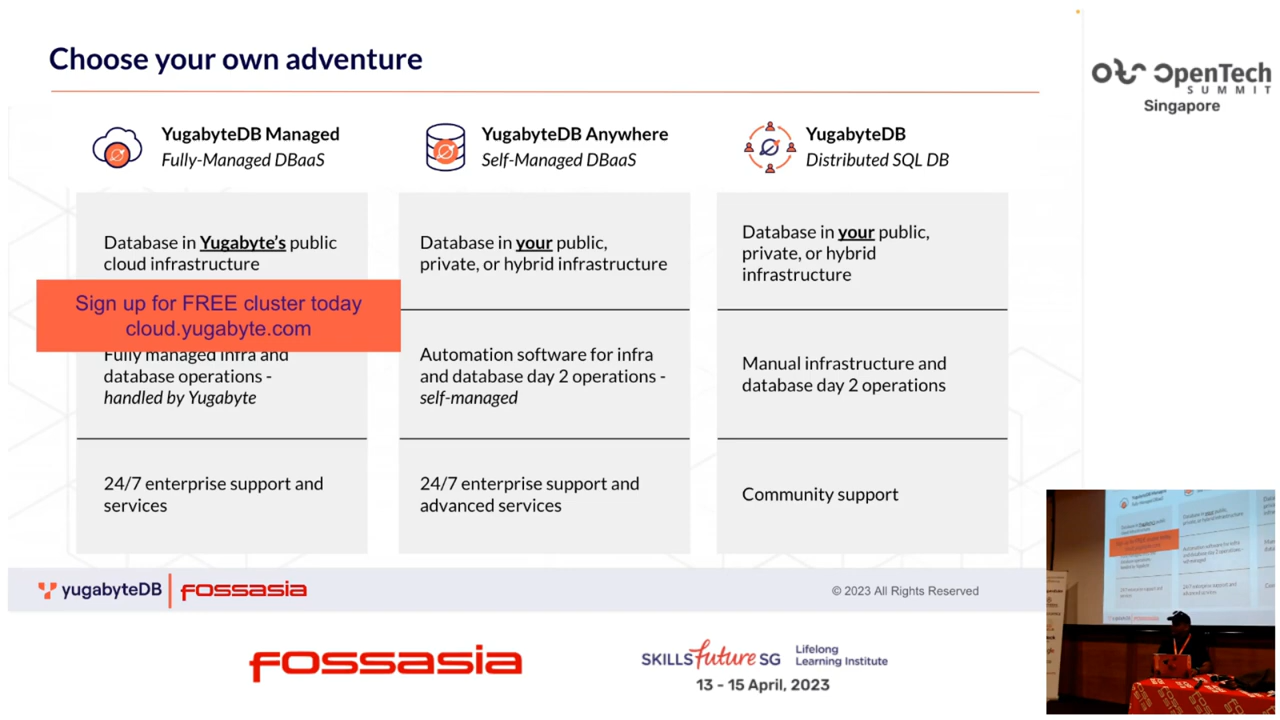 Choose your own adventure
OpenTech
SUMMIT
Singapore
YugabyteDB Managed
Fully-Managed DBaaS
YugabyteDB Anywhere
Self-Managed DBaaS
YugabyteDB
Distributed SQL DB
Database in Yugabyte's public
cloud infrastructure
Database in your public,
private, or hybrid infrastructure
Database in your public,
private, or hybrid
infrastructure
Sign up for FREE cluster today
cloud.yugabyte.com
Fully managed infra and
database operations -
handled by Yugabyte
Automation software for infra
and database day 2 operations -
self-managed
Manual infrastructure and
database day 2 operations
24/7 enterprise support and
services
24/7 enterprise support and
advanced services
Community support
yugabyteDB
FOSSASIA
© 2023 All Rights Reserved
FOSSASIA
SKILLSfuture SG
Lifelong
Learning Institute
13 - 15 April, 2023